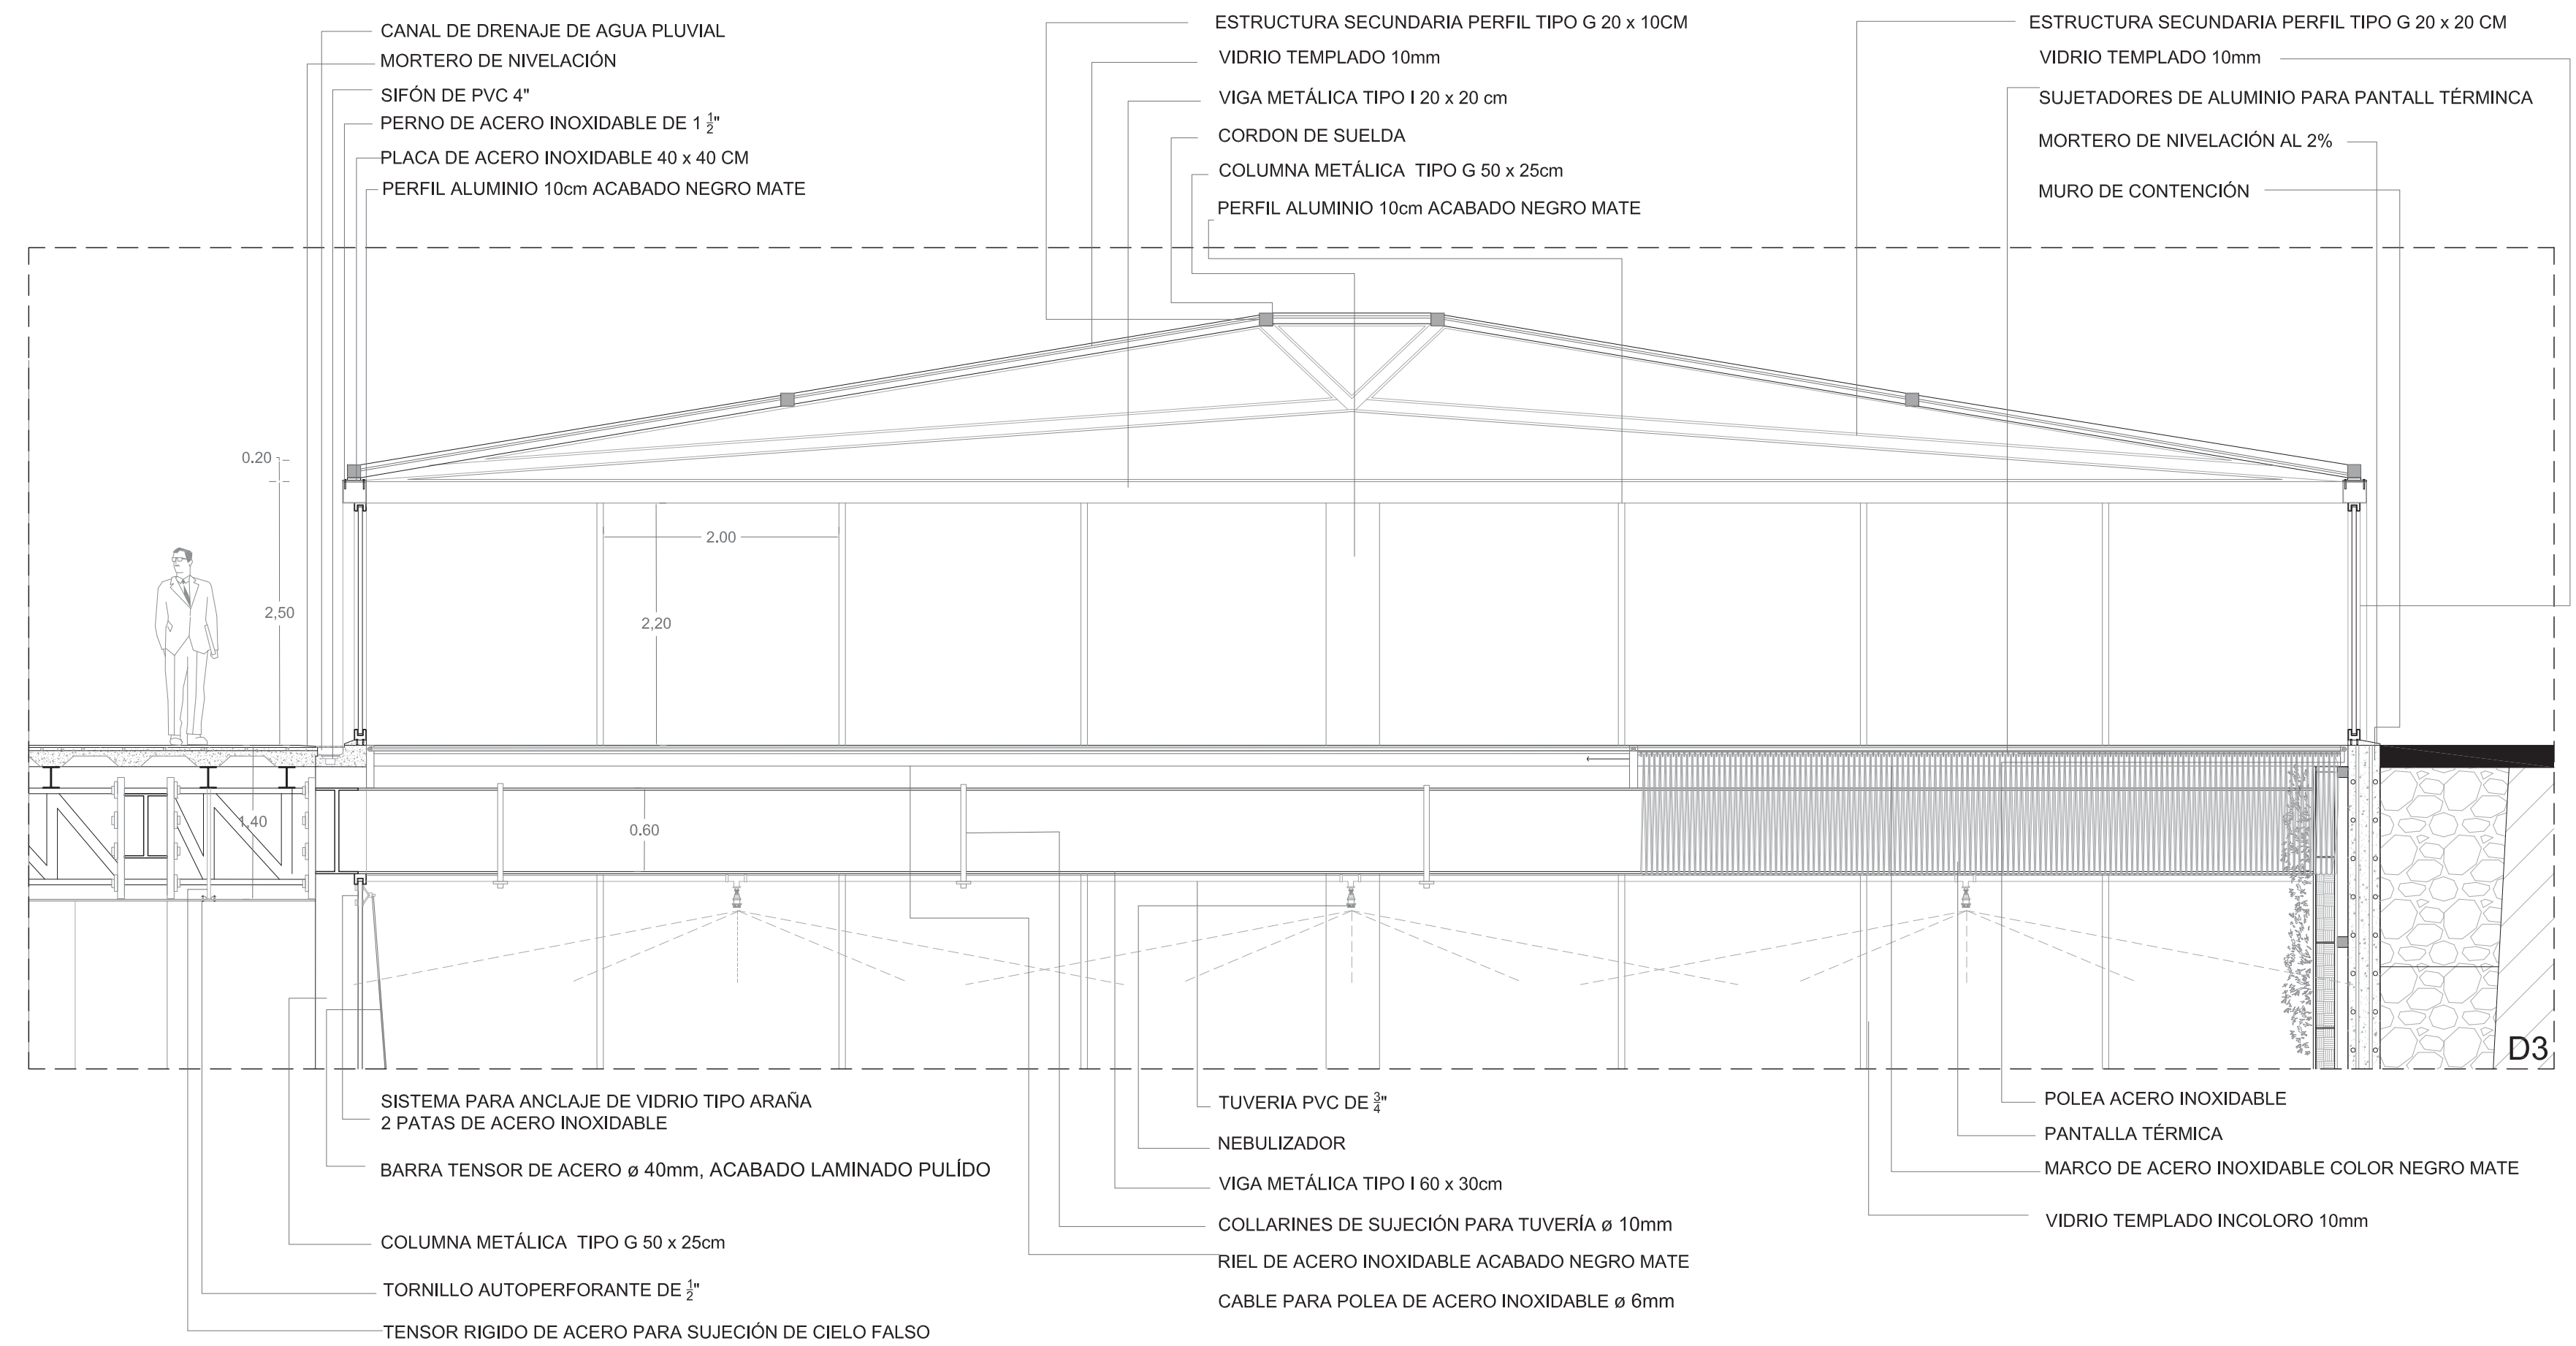 CANAL DE DRENAJE DE AGUA PLUVIAL
MORTERO DE NIVELACIÓN
SIFÓN DE PVC 4"
PERNO DE ACERO INOXIDABLE DE 1 1/2"
PLACA DE ACERO INOXIDABLE 40 x 40 CM
PERFIL ALUMINIO 10cm ACABADO NEGRO MATE
ESTRUCTURA SECUNDARIA PERFIL TIPO G 20 x 10CM
VIDRIO TEMPLADO 10mm
VIGA METÁLICA TIPO I 20 x 20 cm
CORDON DE SUELDA
COLUMNA METÁLICA TIPO G 50 x 25cm
PERFIL ALUMINIO 10cm ACABADO NEGRO MATE
ESTRUCTURA SECUNDARIA PERFIL TIPO G 20 x 20 CM
VIDRIO TEMPLADO 10mm
SUJETADORES DE ALUMINIO PARA PANTALL TÉRMINCA
MORTERO DE NIVELACIÓN AL 2%
MURO DE CONTENCIÓN
0.20
2.00
2,50
2,20
1,40
0.60
D3
SISTEMA PARA ANCLAJE DE VIDRIO TIPO ARAÑA
2 PATAS DE ACERO INOXIDABLE
BARRA TENSOR DE ACERO ø 40mm, ACABADO LAMINADO PULÍDO
COLUMNA METÁLICA TIPO G 50 x 25cm
TORNILLO AUTOPERFORANTE DE 1/2"
TENSOR RIGIDO DE ACERO PARA SUJECIÓN DE CIELO FALSO
TUVERIA PVC DE 3/4"
NEBULIZADOR
VIGA METÁLICA TIPO I 60 x 30cm
COLLARINES DE SUJECIÓN PARA TUVERÍA ø 10mm
RIEL DE ACERO INOXIDABLE ACABADO NEGRO MATE
CABLE PARA POLEA DE ACERO INOXIDABLE ø 6mm
POLEA ACERO INOXIDABLE
PANTALLA TÉRMICA
MARCO DE ACERO INOXIDABLE COLOR NEGRO MATE
VIDRIO TEMPLADO INCOLORO 10mm